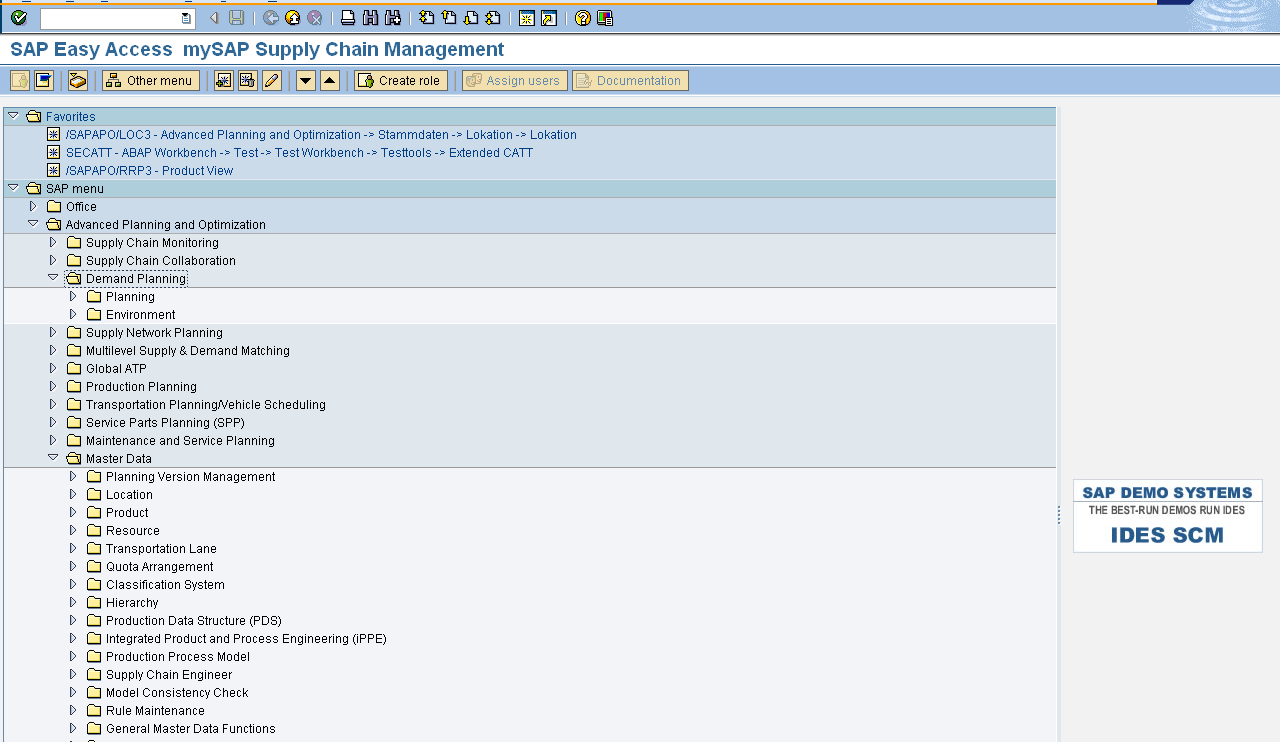 SAP Easy Access mySAP Supply Chain Management
Other menu
Create role
Assign users
Documentation
Favorites
/SAPAPO/LOC3 - Advanced Planning and Optimization -> Stammdaten -> Lokation -> Lokation
SECATT - ABAP Workbench -> Test -> Test Workbench -> Testtools -> Extended CATT
/SAPAPO/RRP3 - Product View
SAP menu
Office
Advanced Planning and Optimization
Supply Chain Monitoring
Supply Chain Collaboration
Demand Planning
Planning
Environment
Supply Network Planning
Multilevel Supply & Demand Matching
Global ATP
Production Planning
Transportation Planning/Vehicle Scheduling
Service Parts Planning (SPP)
Maintenance and Service Planning
Master Data
Planning Version Management
Location
Product
Resource
Transportation Lane
Quota Arrangement
Classification System
Hierarchy
Production Data Structure (PDS)
Integrated Product and Process Engineering (iPPE)
Production Process Model
Supply Chain Engineer
Model Consistency Check
Rule Maintenance
General Master Data Functions
SAP DEMO SYSTEMS
THE BEST-RUN DEMOS RUN IDES
IDES SCM